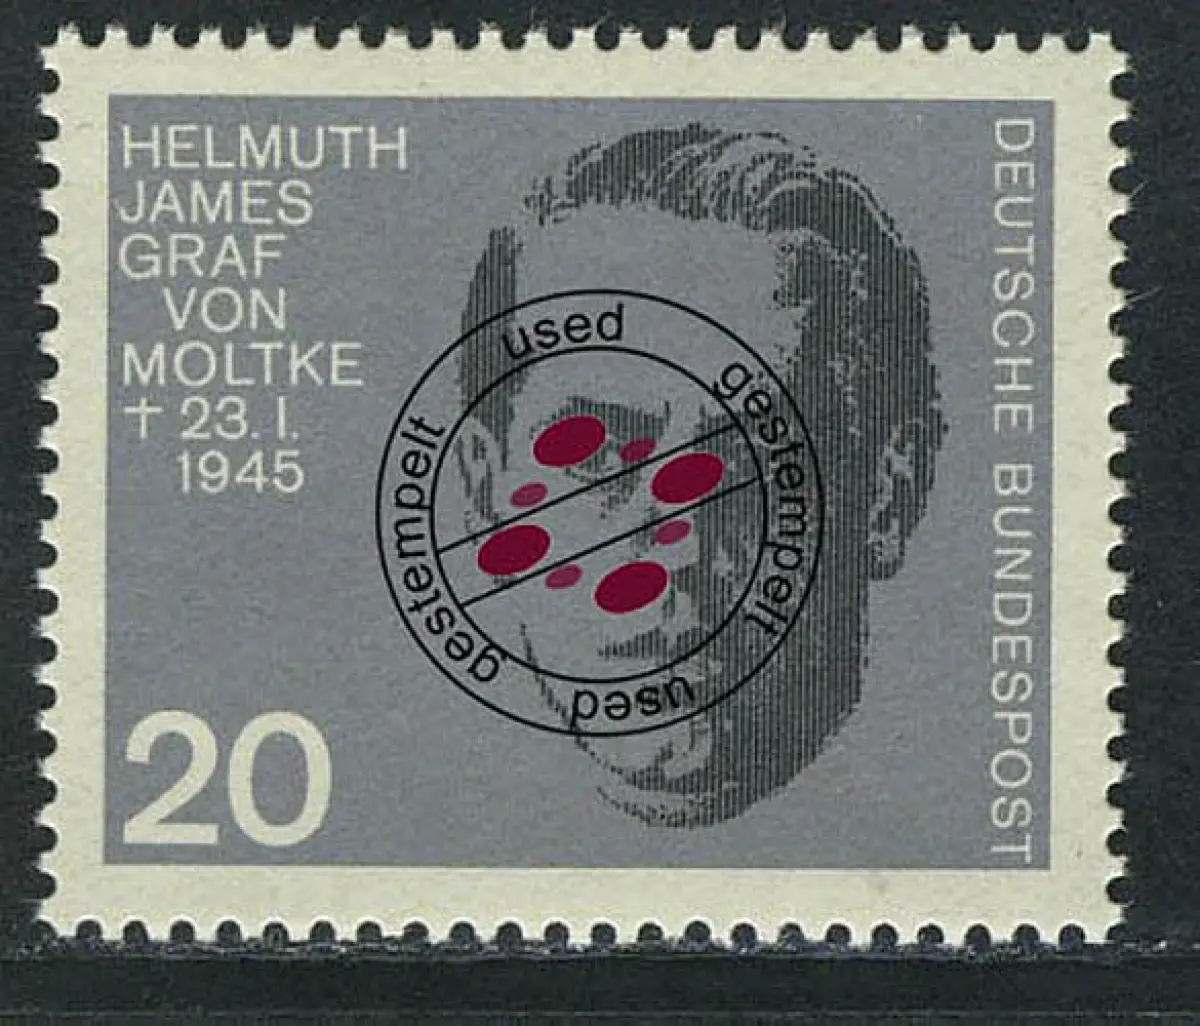 HELMUTH
JAMES
GRAF
VON
MOLTKE
† 23. I.
1945
20
DEUTSCHE BUNDESPOST
used
gestempelt
used
gestempelt